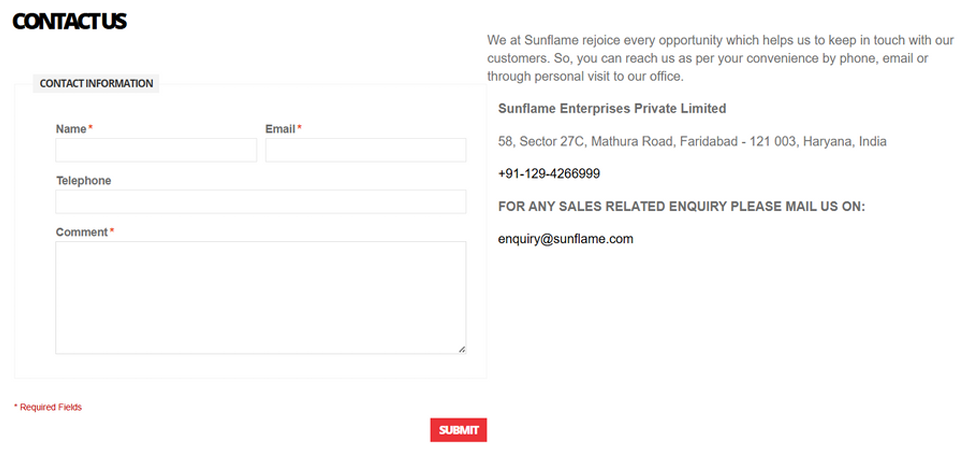 CONTACT US
CONTACT INFORMATION
Name *
Email *
Telephone
Comment *
* Required Fields
SUBMIT
We at Sunflame rejoice every opportunity which helps us to keep in touch with our
customers. So, you can reach us as per your convenience by phone, email or
through personal visit to our office.
Sunflame Enterprises Private Limited
58, Sector 27C, Mathura Road, Faridabad - 121 003, Haryana, India
+91-129-4266999
FOR ANY SALES RELATED ENQUIRY PLEASE MAIL US ON:
enquiry@sunflame.com